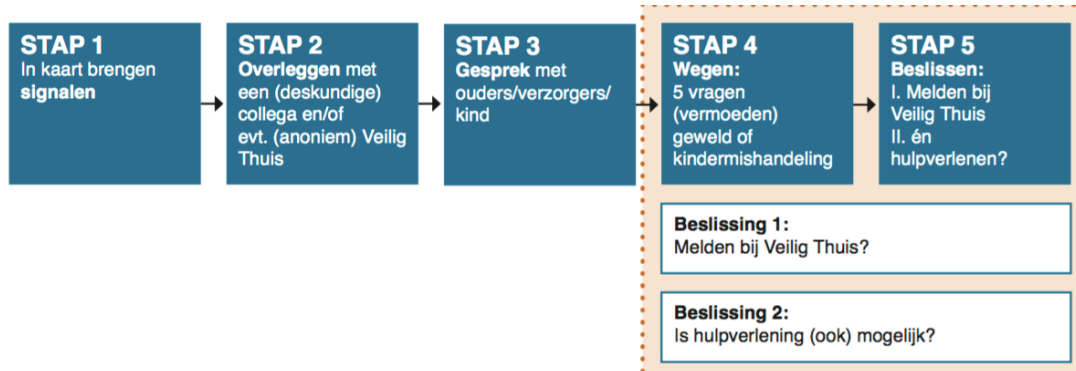 STAP 1
In kaart brengen
signalen
STAP 2
Overleggen met
een (deskundige)
collega en/of
evt. (anoniem) Veilig
Thuis
STAP 3
Gesprek met
ouders/verzorgers/
kind
STAP 4
Wegen:
5 vragen
(vermoeden)
geweld of
kindermishandeling
STAP 5
Beslissen:
I. Melden bij
Veilig Thuis
II. én
hulpverlenen?
Beslissing 1:
Melden bij Veilig Thuis?
Beslissing 2:
Is hulpverlening (ook) mogelijk?